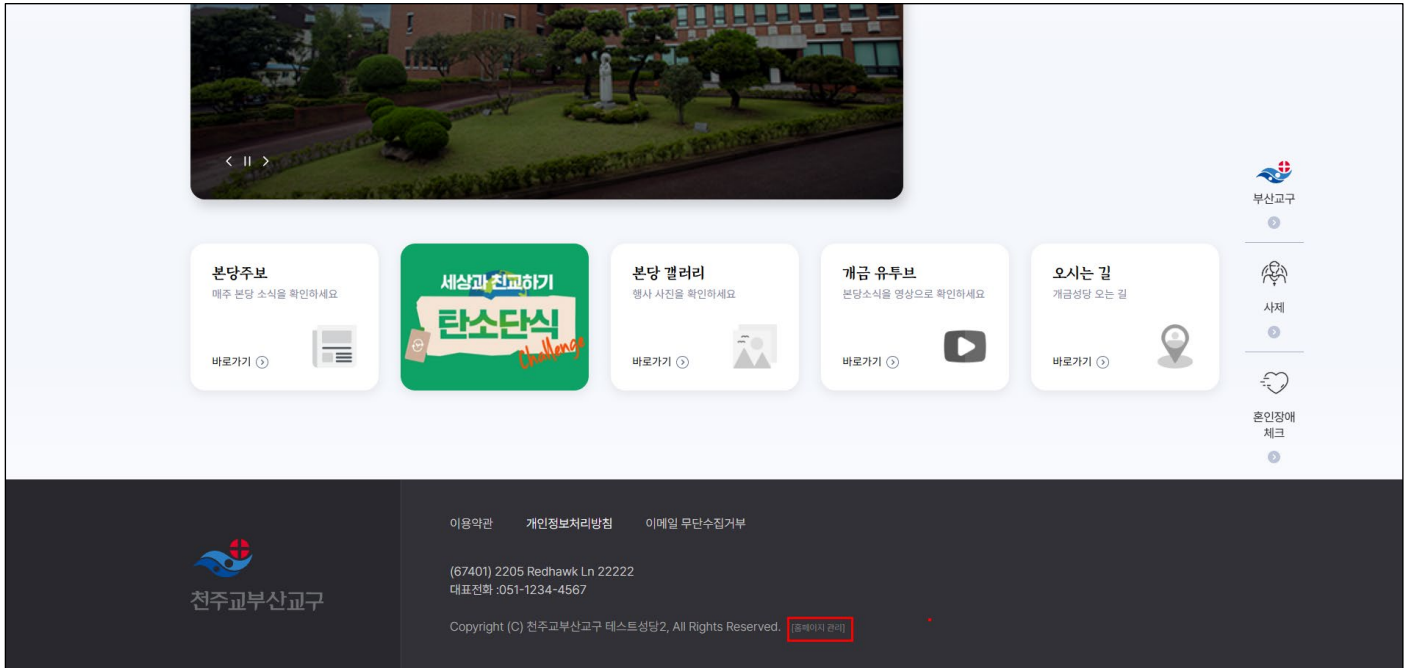 부산교구
사제
혼인장애
체크
본당주보
매주 본당 소식을 확인하세요
바로가기
세상과 친교하기
탄소단식
Challenge
본당 갤러리
행사 사진을 확인하세요
바로가기
개금 유투브
본당소식을 영상으로 확인하세요
바로가기
오시는 길
개금성당 오는 길
바로가기
천주교부산교구
이용약관 개인정보처리방침 이메일 무단수집거부
(67401) 2205 Redhawk Ln 22222
대표전화 :051-1234-4567
Copyright (C) 천주교부산교구 테스트성당2, All Rights Reserved. [홈페이지 관리]